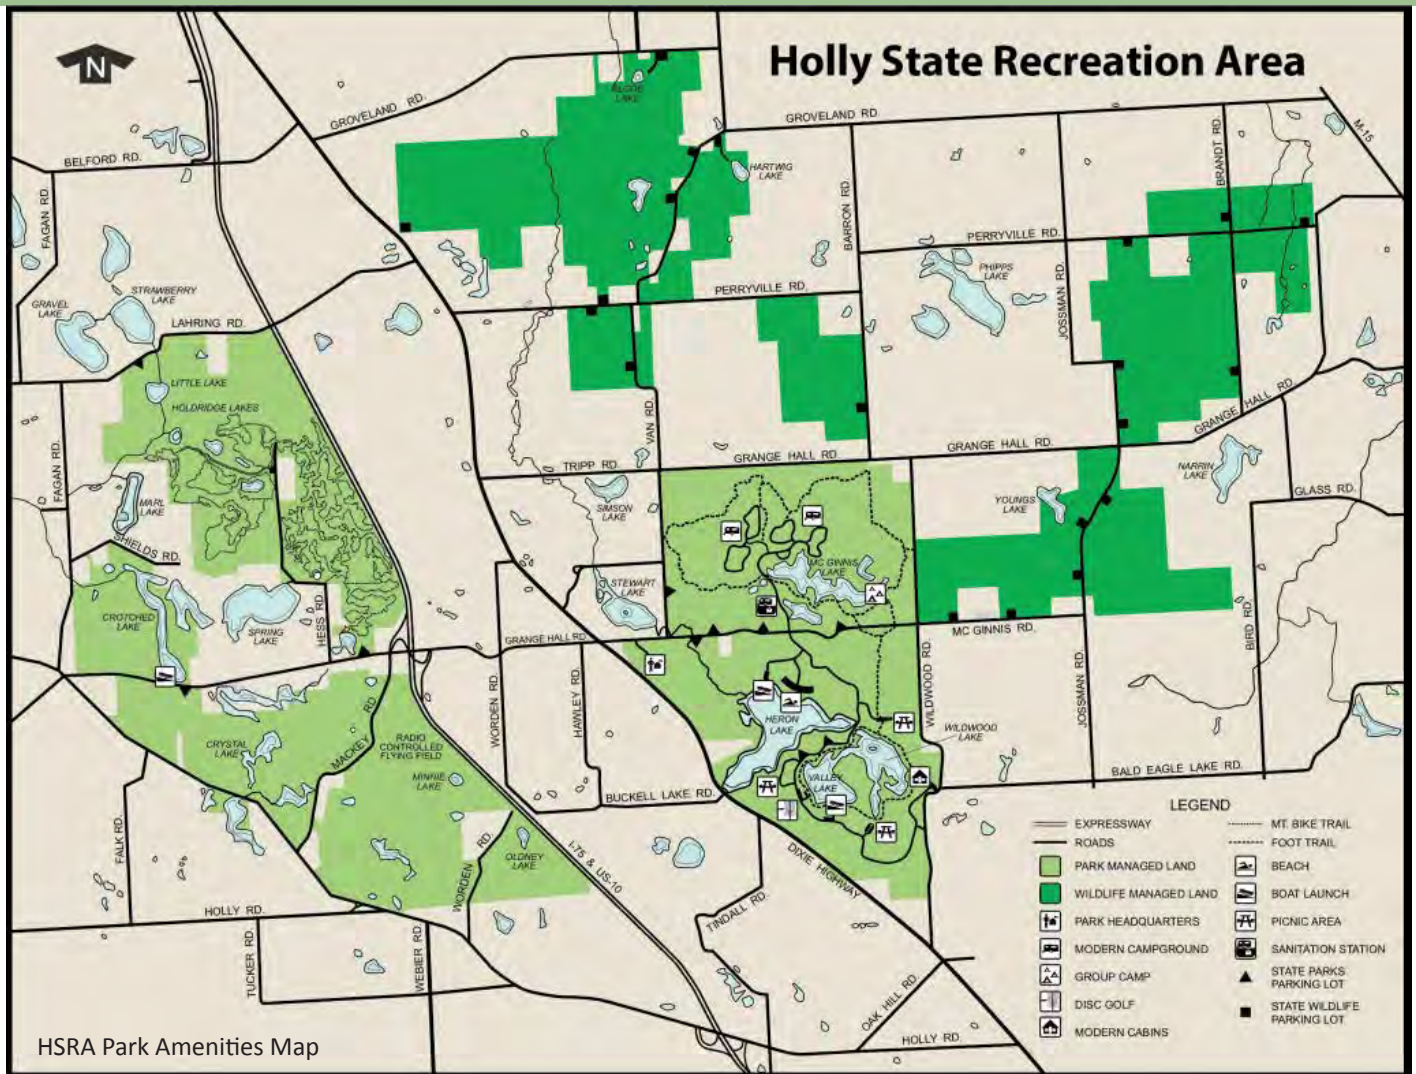 Holly State Recreation Area
N
ALGOE
LAKE
GROVELAND RD.
GROVELAND RD.
M-15
BELFORD RD.
HARTWIG
LAKE
BRANDT RD.
FAGAN RD.
BARRON RD.
PERRYVILLE RD.
PHIPPS
LAKE
STRAWBERRY
LAKE
GRAVEL
LAKE
PERRYVILLE RD.
JOSSMAN RD.
LAHRING RD.
LITTLE LAKE
HOLDRIDGE LAKES
VAN RD.
GRANGE HALL RD.
GRANGE HALL RD.
GRANGE HALL RD
TRIPP RD.
FAGAN RD.
NARRIN
LAKE
GLASS RD.
MARL
LAKE
SIMSON
LAKE
YOUNGS
LAKE
SHIELDS RD.
MC GINNIS
LAKE
STEWART
LAKE
CROTCHED
LAKE
SPRING
LAKE
HESS RD.
GRANGE HALL RD
MC GINNIS RD.
BIRD RD.
WORDEN RD.
HAWLEY RD.
WILDWOOD RD.
JOSSMAN RD.
MACKEY RD
HERON
LAKE
WILDWOOD
LAKE
CRYSTAL
LAKE
RADIO
CONTROLLED
FLYING FIELD
MINNIE
LAKE
VALLEY
LAKE
BALD EAGLE LAKE RD.
BUCKELL LAKE RD.
FALK RD.
WORDEN RD.
OLDNEY
LAKE
I-75 & US-10
DIXIE HIGHWAY
HOLLY RD.
TINDALL RD.
TUCKER RD.
WEBIER RD.
OAK HILL RD.
HOLLY RD.
LEGEND
EXPRESSWAY
ROADS
PARK MANAGED LAND
WILDLIFE MANAGED LAND
PARK HEADQUARTERS
MODERN CAMPGROUND
GROUP CAMP
DISC GOLF
MODERN CABINS
MT. BIKE TRAIL
FOOT TRAIL
BEACH
BOAT LAUNCH
PICNIC AREA
SANITATION STATION
STATE PARKS
PARKING LOT
STATE WILDLIFE
PARKING LOT
HSRA Park Amenities Map